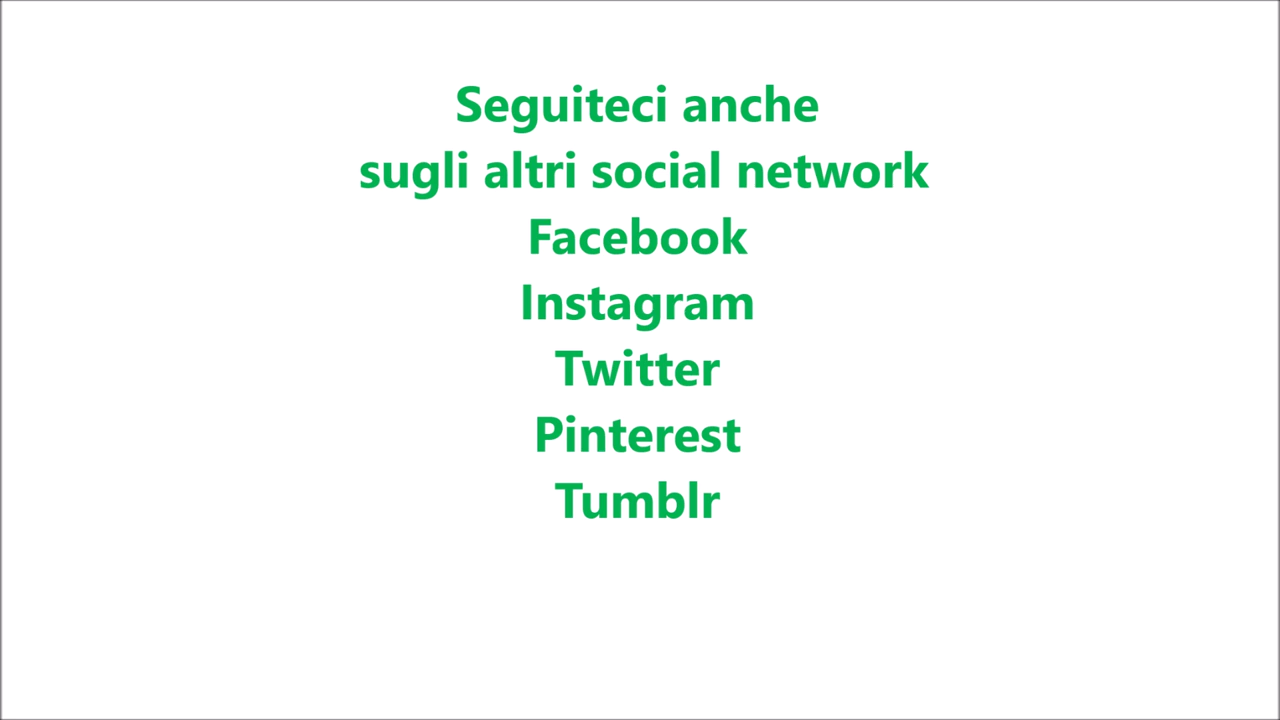 Seguiteci anche
sugli altri social network
Facebook
Instagram
Twitter
Pinterest
Tumblr